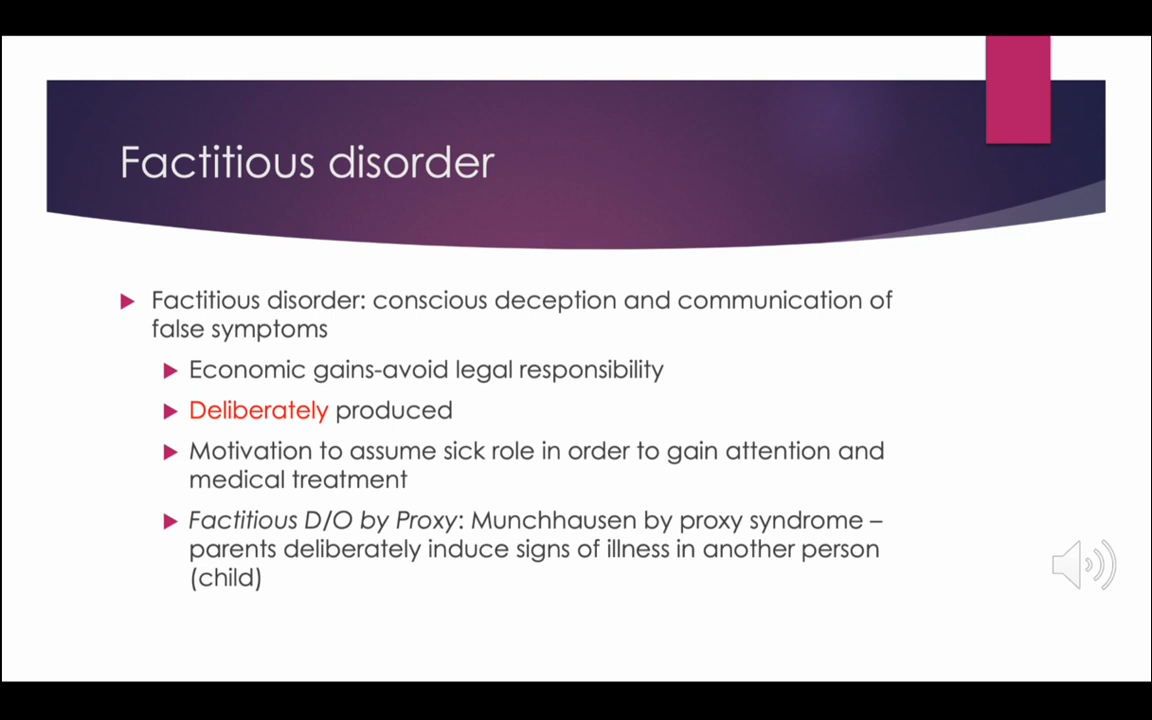 Factitious disorder
Factitious disorder: conscious deception and communication of
false symptoms
Economic gains-avoid legal responsibility
Deliberately produced
Motivation to assume sick role in order to gain attention and
medical treatment
Factitious D/O by Proxy: Munchhausen by proxy syndrome –
parents deliberately induce signs of illness in another person
(child)